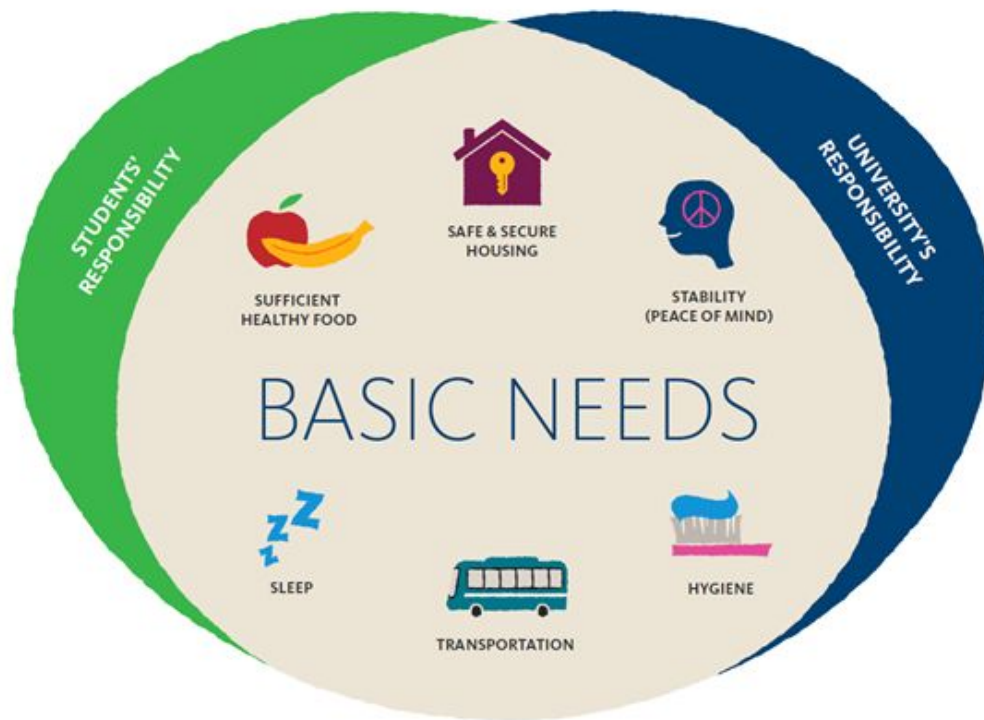 STUDENTS'
RESPONSIBILITY
UNIVERSITY'S
RESPONSIBILITY
SAFE & SECURE
HOUSING
SUFFICIENT
HEALTHY FOOD
STABILITY
(PEACE OF MIND)
BASIC NEEDS
ZZZ
SLEEP
TRANSPORTATION
HYGIENE